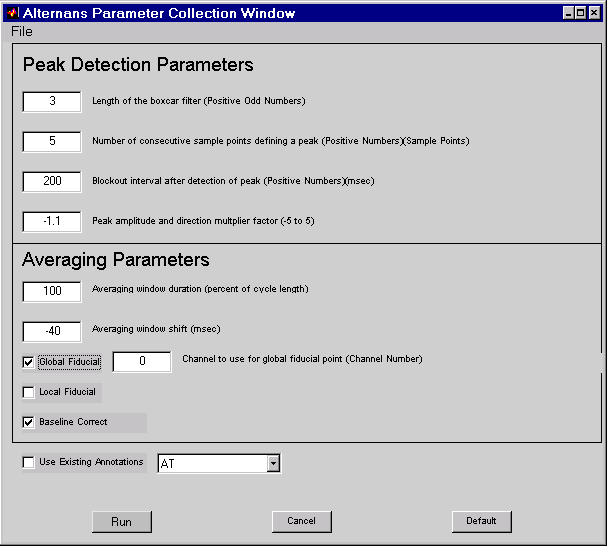 Alternans Parameter Collection Window
File
Peak Detection Parameters
3 Length of the boxcar filter (Positive Odd Numbers)
5 Number of consecutive sample points defining a peak (Positive Numbers)(Sample Points)
200 Blockout interval after detection of peak (Positive Numbers)(msec)
-1.1 Peak amplitude and direction multplier factor (-5 to 5)
Averaging Parameters
100 Averaging window duration (percent of cycle length)
-40 Averaging window shift (msec)
Global Fiducial 0 Channel to use for global fiducial point (Channel Number)
Local Fiducial
Baseline Correct
Use Existing Annotations AT
Run Cancel Default